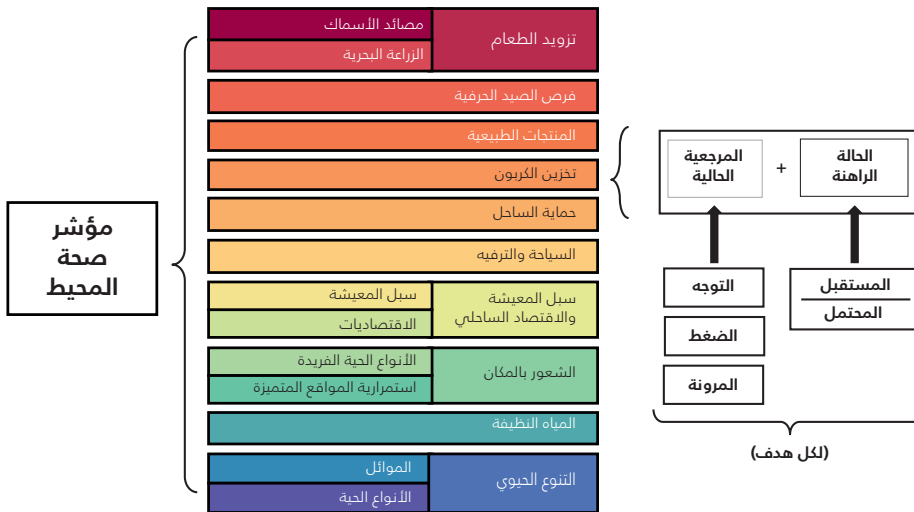 مؤشر
صحة
المحيط
تزويد الطعام
مصائد الأسماك
الزراعة البحرية
فرص الصيد الحرفية
المنتجات الطبيعية
تخزين الكربون
حماية الساحل
السياحة والترفيه
سبل المعيشة
والاقتصاد الساحلي
سبل المعيشة
الاقتصاديات
الشعور بالمكان
الأنواع الحية الفريدة
استمرارية المواقع المتميزة
المياه النظيفة
التنوع الحيوي
الموائل
الأنواع الحية
الحالة
الراهنة
+
المرجعية
الحالية
المستقبل
المحتمل
التوجه
الضغط
المرونة
(لكل هدف)